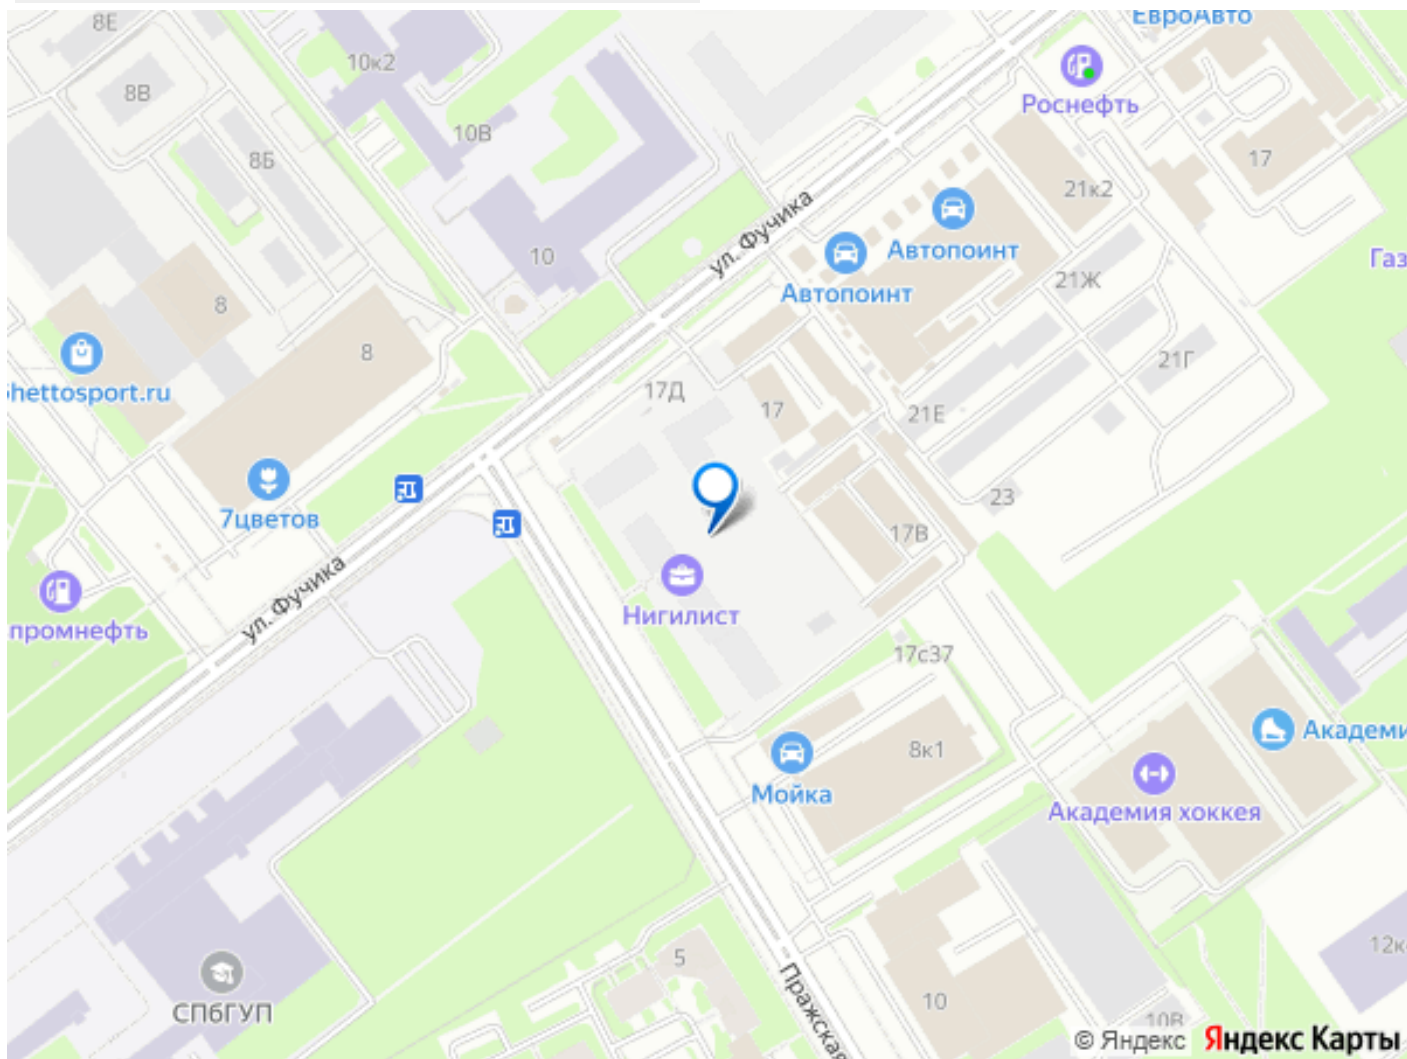 8Е
ЕвроАвто
10к2
Роснефть
8В
10В
8Б
17
21к2
ул. Фучика
Автопоинт
10
Газ
Автопоинт
21Ж
8
8
hettosport.ru
17Д
21Г
17
21Е
7цветов
23
17В
ул. Фучика
Нигилист
промнефть
17с37
Академи
8к1
Мойка
Академия хоккея
12к
5
СПбГУП
Пражская
10
10В
© Яндекс Яндекс Карты